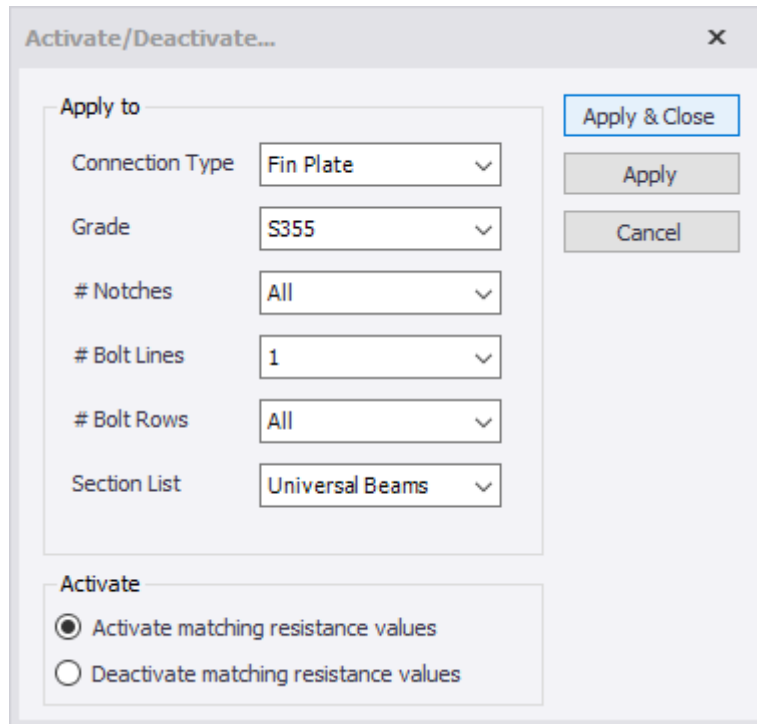 Activate/Deactivate...
Apply to
Connection Type Fin Plate
Grade S355
# Notches All
# Bolt Lines 1
# Bolt Rows All
Section List Universal Beams
Apply & Close
Apply
Cancel
Activate
Activate matching resistance values
Deactivate matching resistance values